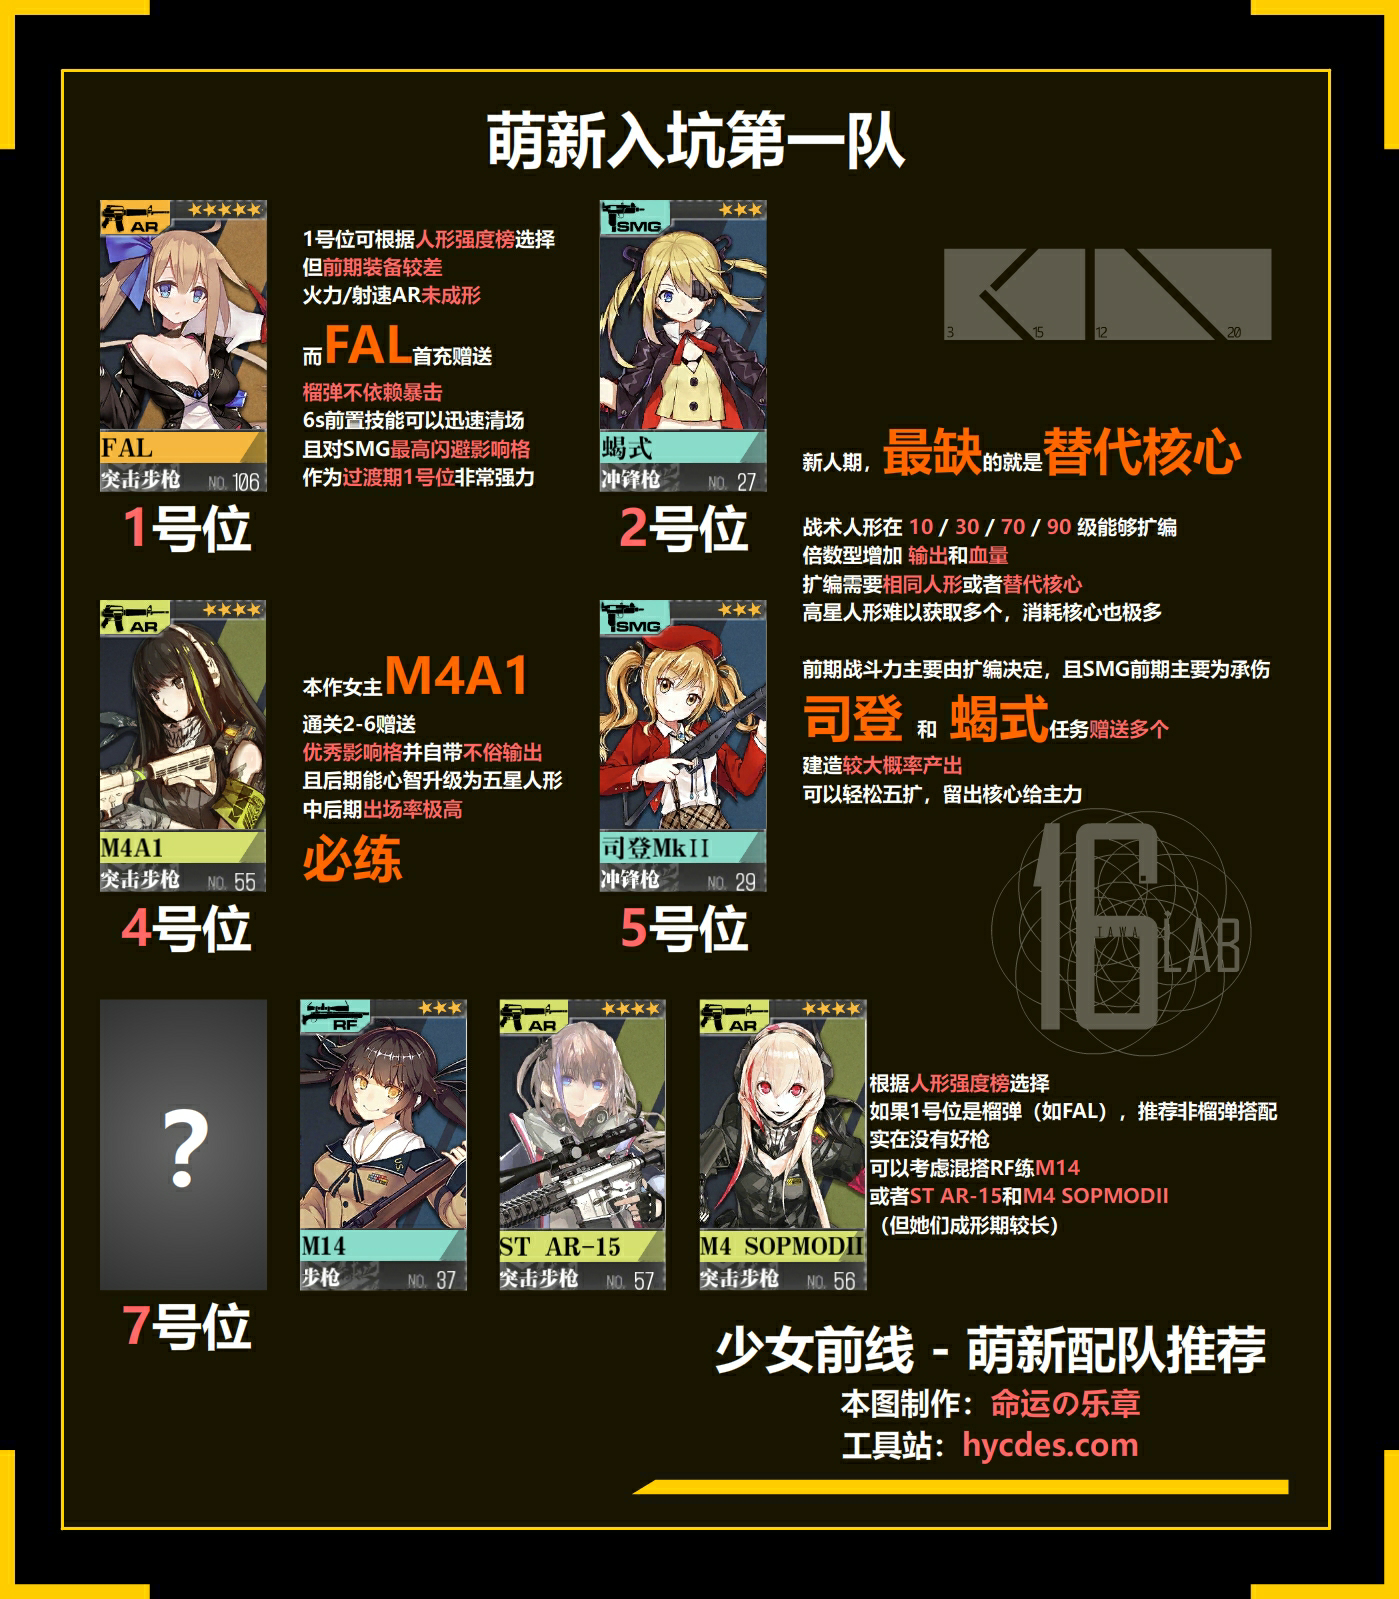 萌新入坑第一队
AR
FAL
突击步枪 NO. 106
1号位
1号位可根据人形强度榜选择
但前期装备较差
火力/射速AR未成形
而FAL首充赠送
榴弹不依赖暴击
6s前置技能可以迅速清场
且对SMG最高闪避影响格
作为过渡期1号位非常强力
SMG
蝎式
冲锋枪 NO. 27
2号位
3 15 12 20
新人期，最缺的就是替代核心
战术人形在 10 / 30 / 70 / 90 级能够扩编
倍数型增加 输出和血量
扩编需要相同人形或者替代核心
高星人形难以获取多个，消耗核心也极多
前期战斗力主要由扩编决定，且SMG前期主要为承伤
司登 和 蝎式任务赠送多个
建造较大概率产出
可以轻松五扩，留出核心给主力
AR
M4A1
突击步枪 NO. 55
4号位
本作女主M4A1
通关2-6赠送
优秀影响格并自带不俗输出
且后期能心智升级为五星人形
中后期出场率极高
必练
SMG
司登MkII
冲锋枪 NO. 29
5号位
16
LAB
?
7号位
RF
M14
步枪 NO. 37
AR
ST AR-15
突击步枪 NO. 57
AR
M4 SOPMODII
突击步枪 NO. 56
根据人形强度榜选择
如果1号位是榴弹（如FAL），推荐非榴弹搭配
实在没有好枪
可以考虑混搭RF练M14
或者ST AR-15和M4 SOPMODII
（但她们成形期较长）
少女前线 - 萌新配队推荐
本图制作：命运の乐章
工具站：hycdes.com